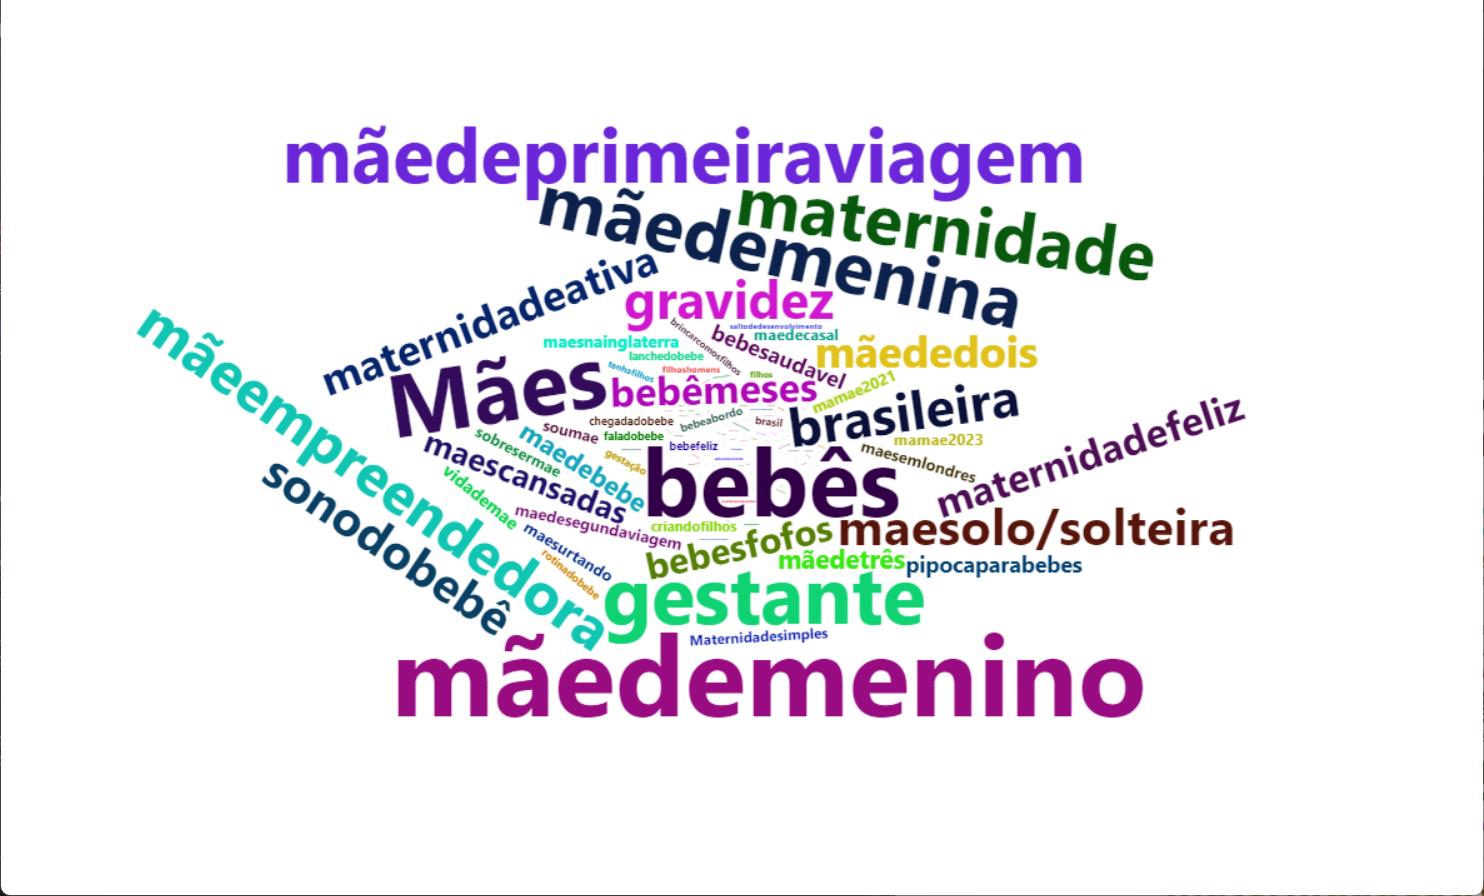 mãedeprimeiraviagem
maternidade
mãedemenina
maternidadeativa
gravidez
saltodedesenvolvimento
brincarcomosfilhos
maedecasal
bebesaudavel
maesnainglaterra
lanchedobebe
mãededois
mãeempreendedora
tenhafilhos
filhoshomens
filhos
Mães
bebêmeses
mamae2021
brasileira
chegadadobebe
bebeabordo
brasil
maternidadefeliz
soumae
faladobebe
mamae2023
sobresermae
maedebebe
bebefeliz
maesemlondres
maescansadas
gestação
bebês
sonodobebê
vidademae
maedesegundaviagem
criandofilhos
maesolo/solteira
maesurtando
bebesfofos
mãedetrês
pipocaparabebes
rotinadobebe
gestante
Maternidadesimples
mãedemenino